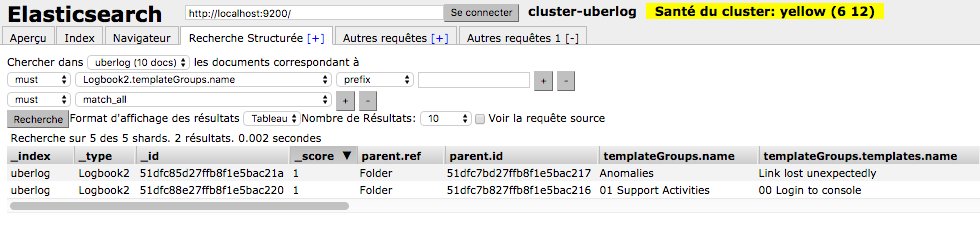 Elasticsearch http://localhost:9200/ Se connecter cluster-uberlog Santé du cluster: yellow (6 12)
Aperçu Index Navigateur Recherche Structurée [+] Autres requêtes [+] Autres requêtes 1 [-]
Chercher dans uberlog (10 docs) les documents correspondant à
must Logbook2.templateGroups.name prefix + -
must match_all + -
Recherche Format d'affichage des résultats Tableau Nombre de Résultats: 10 Voir la requête source
Recherche sur 5 des 5 shards. 2 résultats. 0.002 secondes
_index _type _id _score ▼ parent.ref parent.id templateGroups.name templateGroups.templates.name
uberlog Logbook2 51dfc85d27ffb8f1e5bac21a 1 Folder 51dfc7bd27ffb8f1e5bac217 Anomalies Link lost unexpectedly
uberlog Logbook2 51dfc88e27ffb8f1e5bac220 1 Folder 51dfc7b827ffb8f1e5bac216 01 Support Activities 00 Login to console